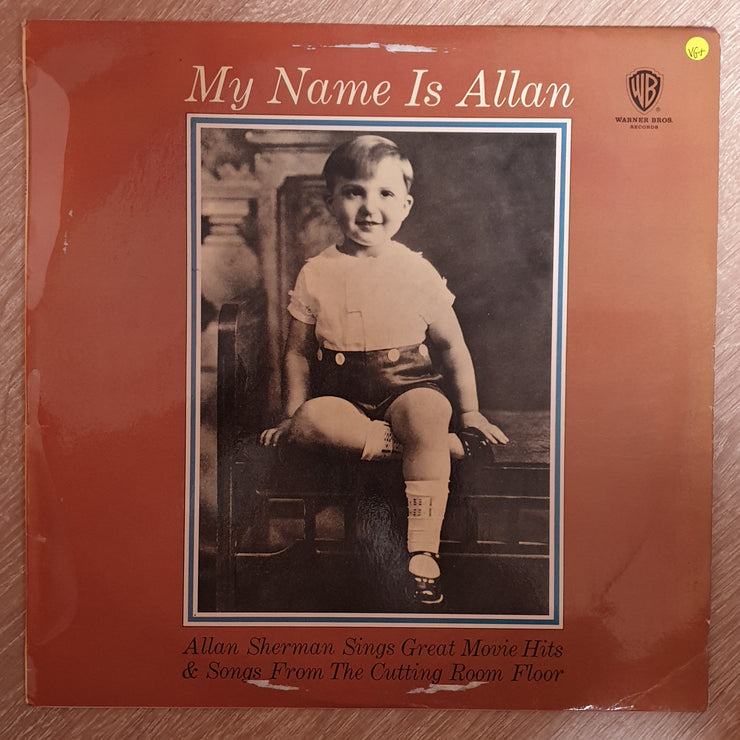 VG+
My Name Is Allan
WB
WARNER BROS.
RECORDS
Allan Sherman Sings Great Movie Hits
& Songs From The Cutting Room Floor